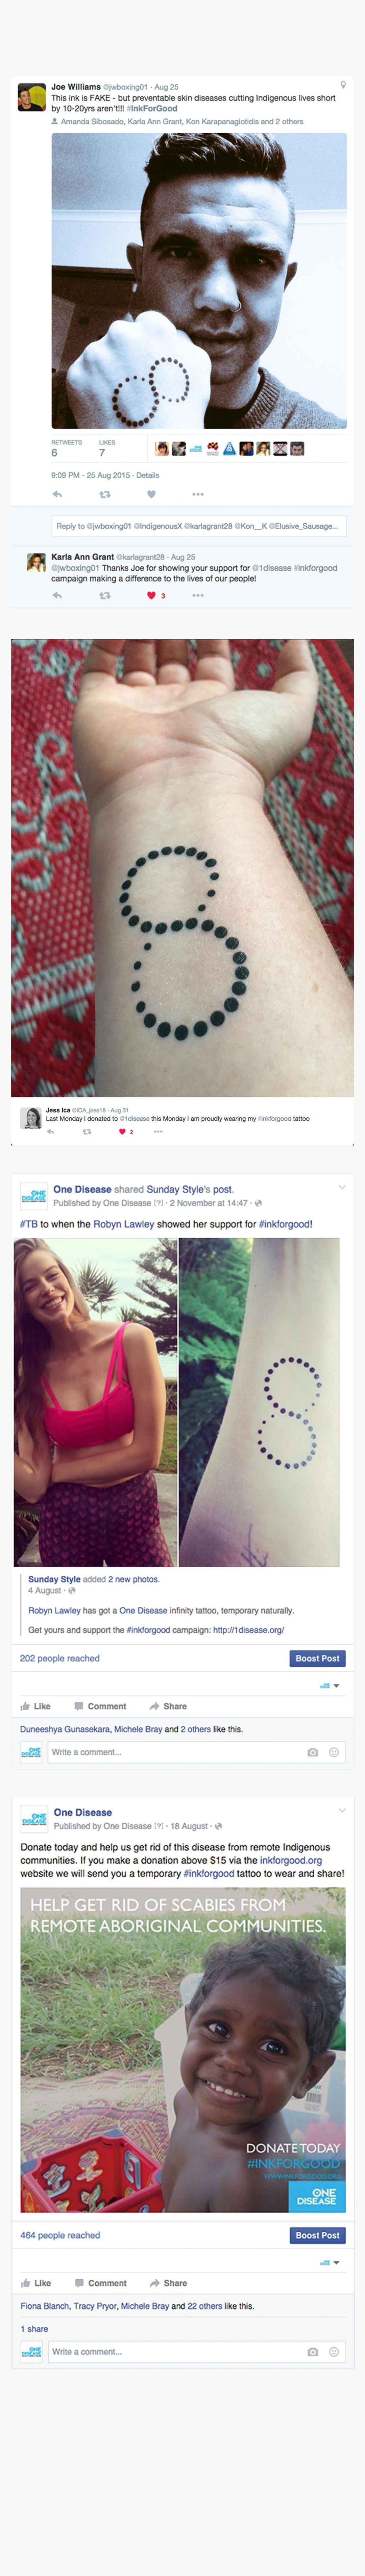 Joe Williams @jwboxing01 · Aug 25
This ink is FAKE - but preventable skin diseases cutting Indigenous lives short
by 10-20yrs aren't!!! #InkForGood
Amanda Sibosado, Karla Ann Grant, Kon Karapanagiotidis and 2 others
RETWEETS LIKES
6 7
9:09 PM - 25 Aug 2015 · Details
Reply to @jwboxing01 @IndigenousX @karlagrant28 @Kon__K @Elusive_Sausage...
Karla Ann Grant @karlagrant28 · Aug 25
@jwboxing01 Thanks Joe for showing your support for @1disease #inkforgood
campaign making a difference to the lives of our people!
3
Jess Ica @ICA_jess18 · Aug 31
Last Monday I donated to @1disease this Monday I am proudly wearing my #inkforgood tattoo
2
ONE
DISEASE
One Disease shared Sunday Style's post.
Published by One Disease [?] · 2 November at 14:47 ·
#TB to when the Robyn Lawley showed her support for #inkforgood!
Sunday Style added 2 new photos.
4 August ·
Robyn Lawley has got a One Disease infinity tattoo, temporary naturally.
Get yours and support the #inkforgood campaign: http://1disease.org/
202 people reached
Boost Post
Like Comment Share
Duneeshya Gunasekara, Michele Bray and 2 others like this.
Write a comment...
ONE
DISEASE
One Disease
Published by One Disease [?] · 18 August ·
Donate today and help us get rid of this disease from remote Indigenous
communities. If you make a donation above $15 via the inkforgood.org
website we will send you a temporary #inkforgood tattoo to wear and share!
HELP GET RID OF SCABIES FROM
REMOTE ABORIGINAL COMMUNITIES.
DONATE TODAY
#INKFORGOOD
WWW.INKFORGOOD.ORG
ONE
DISEASE
464 people reached
Boost Post
Like Comment Share
Fiona Blanch, Tracy Pryor, Michele Bray and 22 others like this.
1 share
Write a comment...